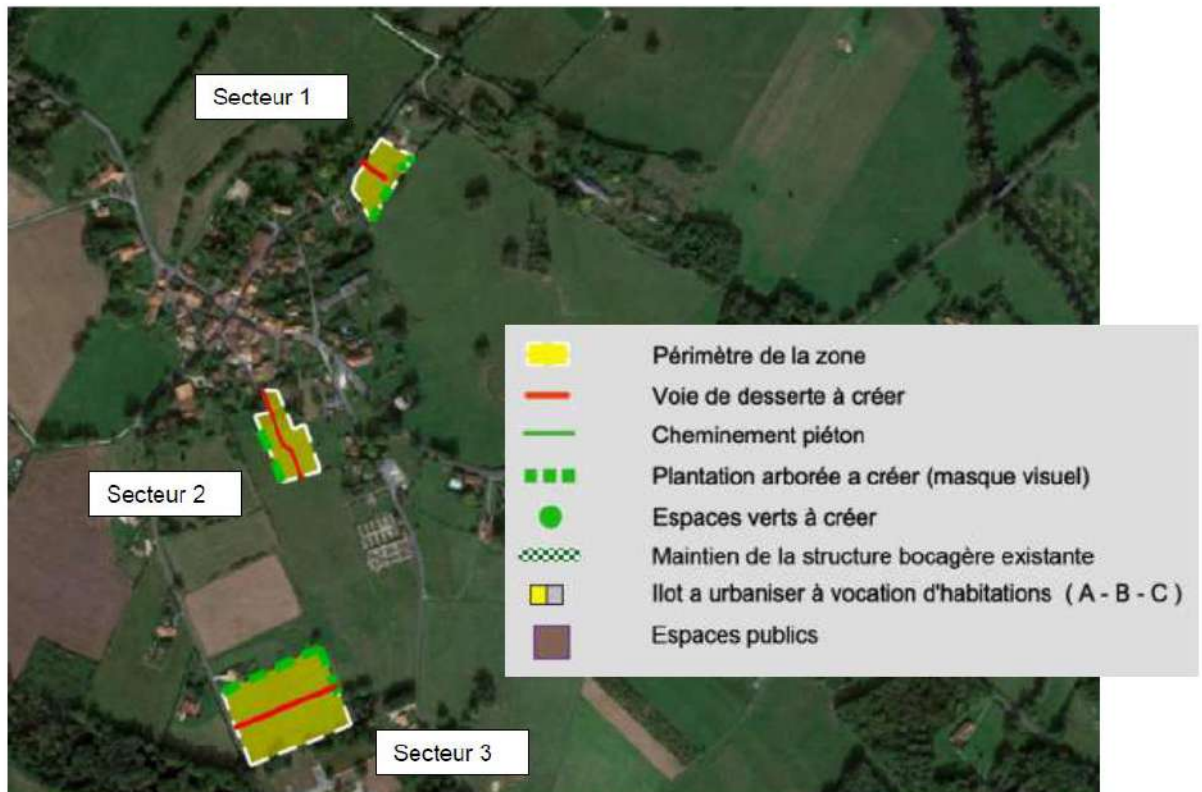 Secteur 1
Périmètre de la zone
Voie de desserte à créer
Cheminement piéton
Plantation arborée a créer (masque visuel)
Secteur 2
Espaces verts à créer
Maintien de la structure bocagère existante
Ilot a urbaniser à vocation d'habitations ( A - B - C )
Espaces publics
Secteur 3